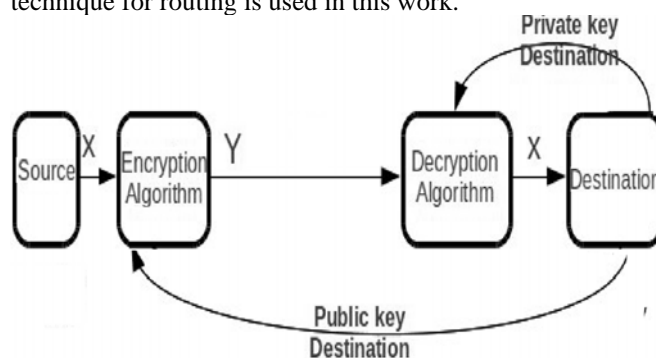 technique for routing is used in this work.
Private key
Destination
Source
X
Encryption
Algorithm
Y
Decryption
Algorithm
X
Destination
Public key
Destination